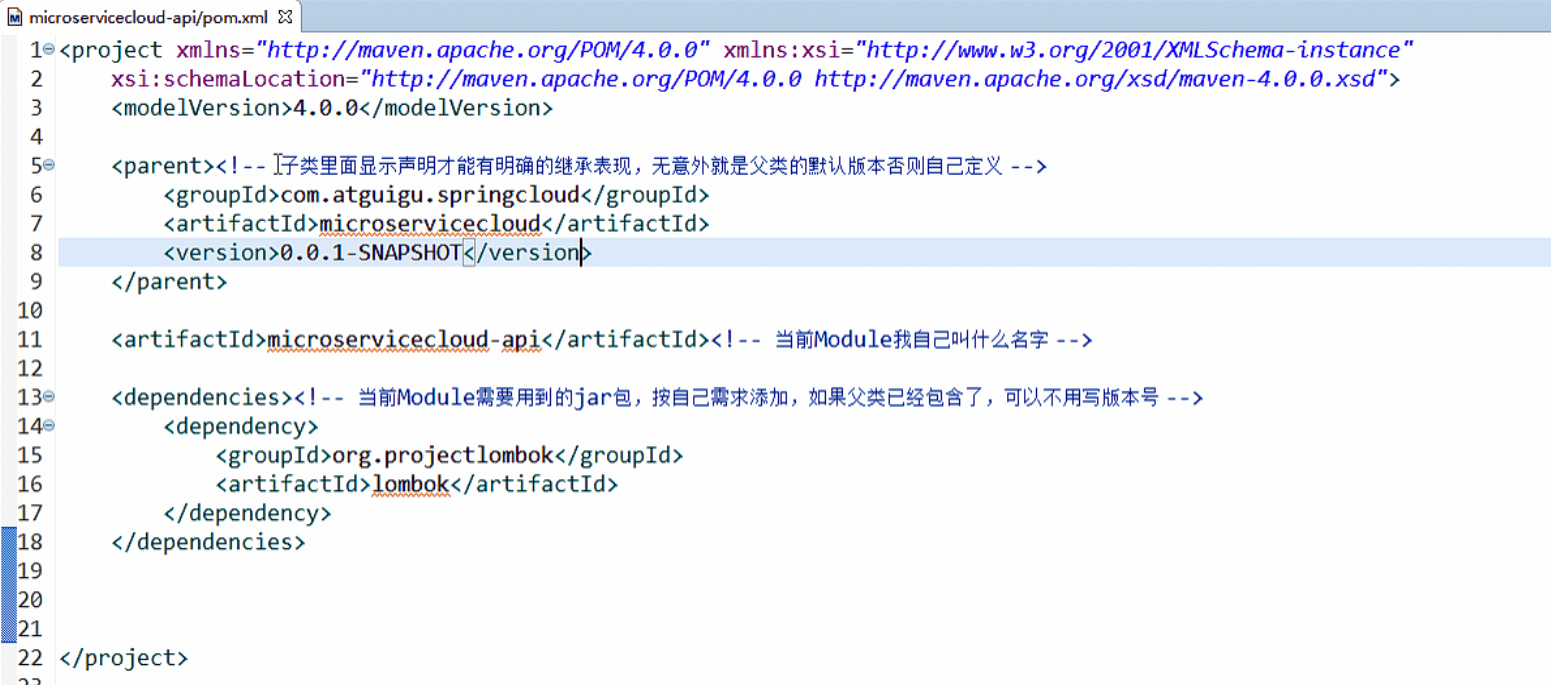 microservicecloud-api/pom.xml
1 <project xmlns="http://maven.apache.org/POM/4.0.0" xmlns:xsi="http://www.w3.org/2001/XMLSchema-instance"
2 xsi:schemaLocation="http://maven.apache.org/POM/4.0.0 http://maven.apache.org/xsd/maven-4.0.0.xsd">
3 <modelVersion>4.0.0</modelVersion>
4
5 <parent><!-- 子类里面显示声明才能有明确的继承表现，无意外就是父类的默认版本否则自己定义 -->
6 <groupId>com.atguigu.springcloud</groupId>
7 <artifactId>microservicecloud</artifactId>
8 <version>0.0.1-SNAPSHOT</version>
9 </parent>
10
11 <artifactId>microservicecloud-api</artifactId><!-- 当前Module我自己叫什么名字 -->
12
13 <dependencies><!-- 当前Module需要用到的jar包，按自己需求添加，如果父类已经包含了，可以不用写版本号 -->
14 <dependency>
15 <groupId>org.projectlombok</groupId>
16 <artifactId>lombok</artifactId>
17 </dependency>
18 </dependencies>
19
20
21
22 </project>
23